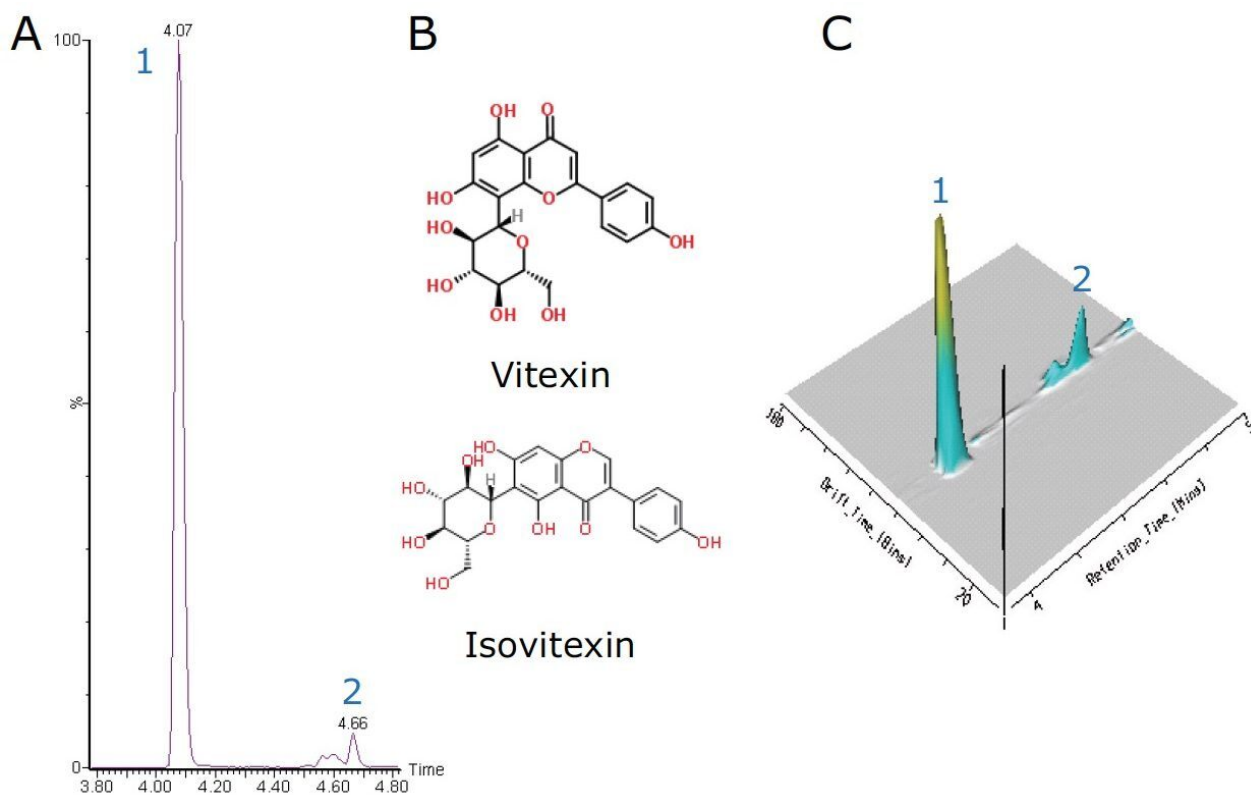 A
B
C
4.07
100
1
%
2
4.66
0
Time
3.80
4.00
4.20
4.40
4.60
4.80
OH
O
HO
O
H
HO
O
OH
HO
OH
OH
Vitexin
HO
O
OH
HO
H
HO
O
OH
O
OH
HO
Isovitexin
1
2
180
Drift_Time_(Bins)
20
4
Retention_Time_(Mins)